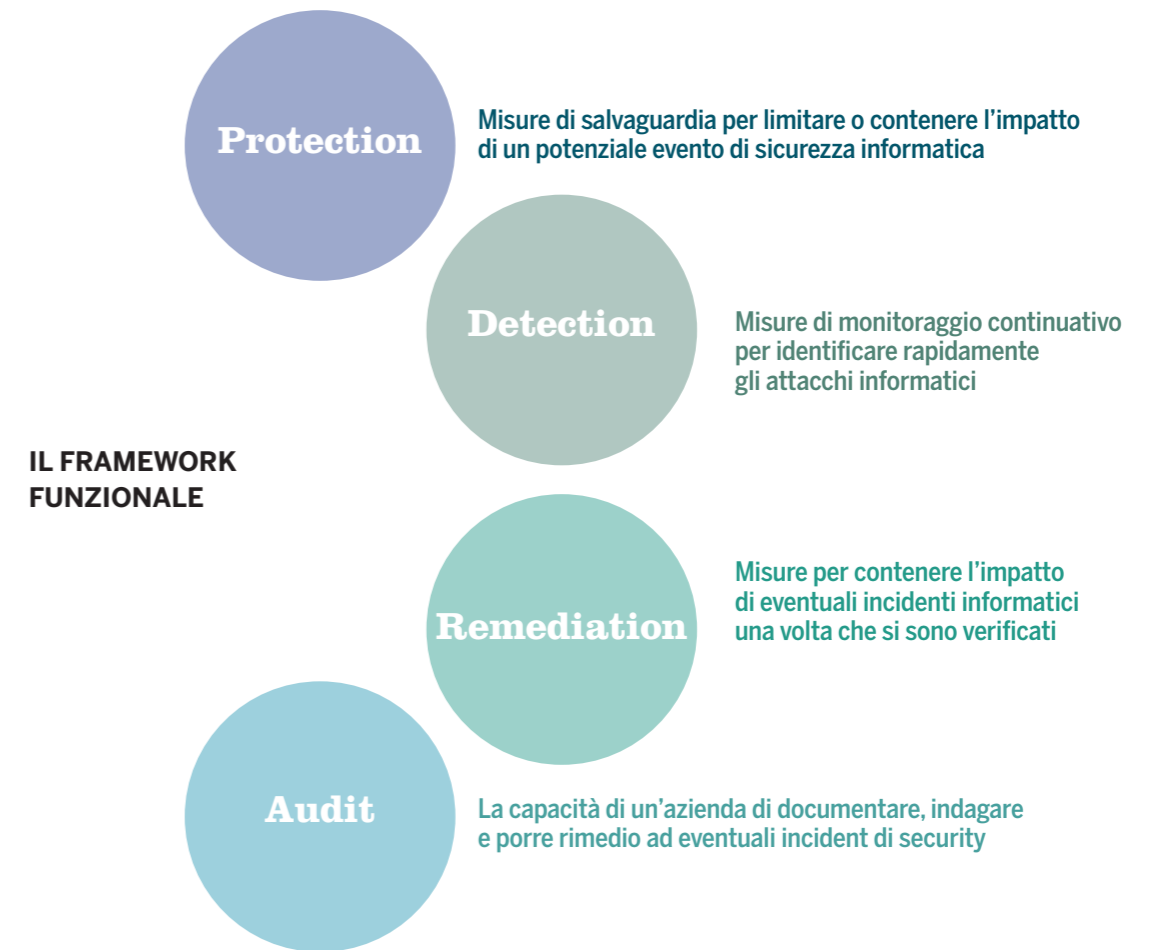 Protection
Misure di salvaguardia per limitare o contenere l’impatto
di un potenziale evento di sicurezza informatica
Detection
Misure di monitoraggio continuativo
per identificare rapidamente
gli attacchi informatici
IL FRAMEWORK
FUNZIONALE
Remediation
Misure per contenere l’impatto
di eventuali incidenti informatici
una volta che si sono verificati
Audit
La capacità di un’azienda di documentare, indagare
e porre rimedio ad eventuali incident di security